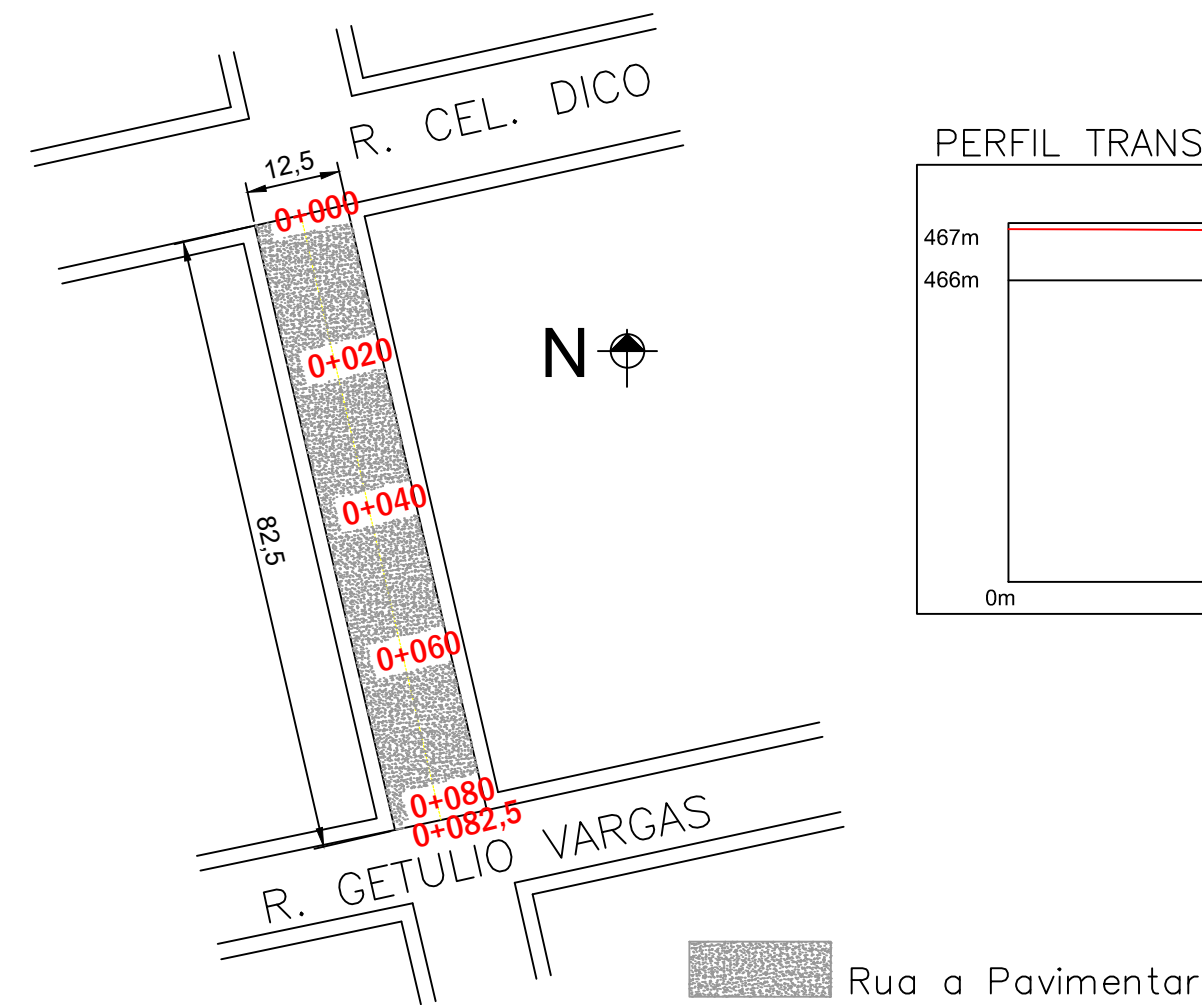 R. CEL. DICO
12,5
0+000
0+020
0+040
0+060
0+080
0+082,5
82,5
R. GETULIO VARGAS
N
PERFIL TRANS
467m
466m
0m
Rua a Pavimentar